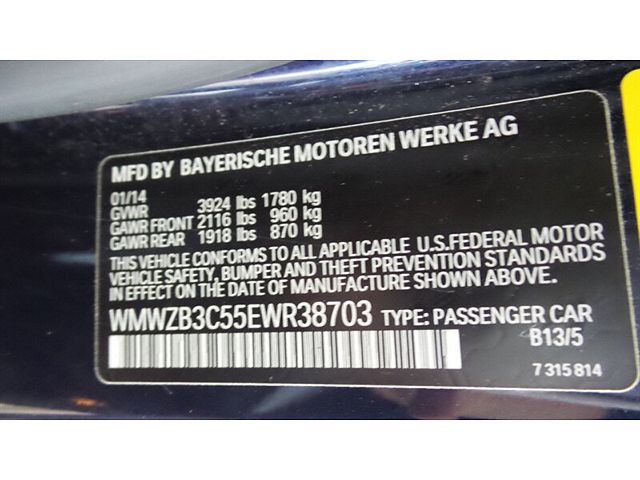 MFD BY BAYERISCHE MOTOREN WERKE AG
01/14
GVWR 3924 lbs 1780 kg
GAWR FRONT 2116 lbs 960 kg
GAWR REAR 1918 lbs 870 kg
THIS VEHICLE CONFORMS TO ALL APPLICABLE U.S.FEDERAL MOTOR
VEHICLE SAFETY, BUMPER AND THEFT PREVENTION STANDARDS
IN EFFECT ON THE DATE OF MANUFACTURE SHOWN ABOVE.
WMWZB3C55EWR38703 TYPE: PASSENGER CAR
B13/5
7 315 814